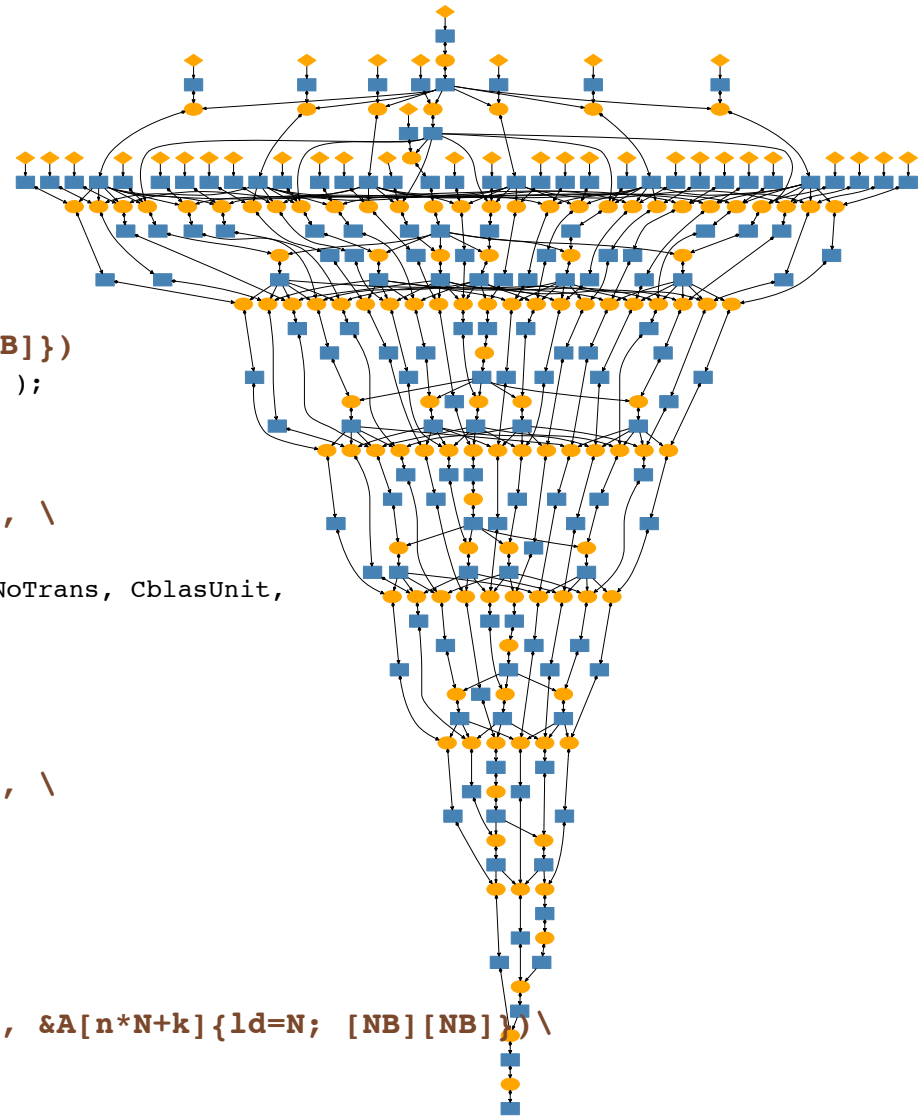 B]})
);
, \
NoTrans, CblasUnit,
, \
, &A[n*N+k]{ld=N; [NB][NB]})\